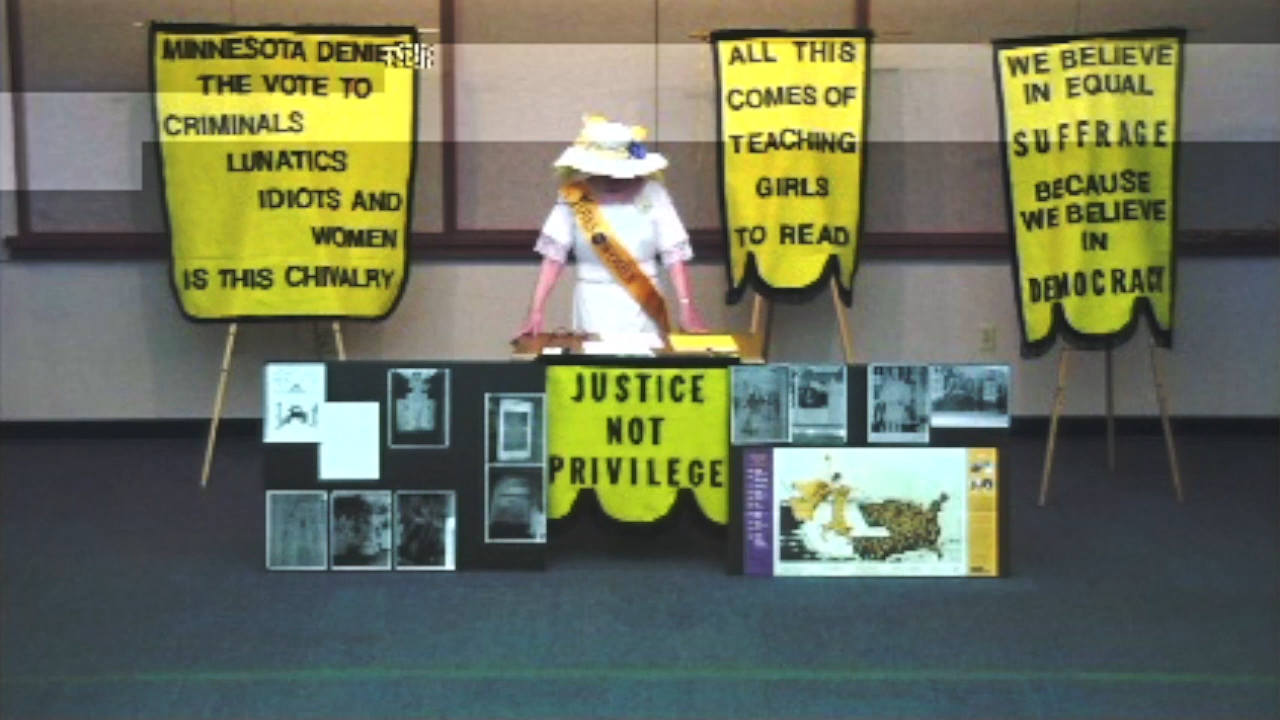 MINNESOTA DENIES
THE VOTE TO
CRIMINALS
LUNATICS
IDIOTS AND
WOMEN
IS THIS CHIVALRY
ALL THIS
COMES OF
TEACHING
GIRLS
TO READ
WE BELIEVE
IN EQUAL
SUFFRAGE
BECAUSE
WE BELIEVE
IN
DEMOCRACY
JUSTICE
NOT
PRIVILEGE